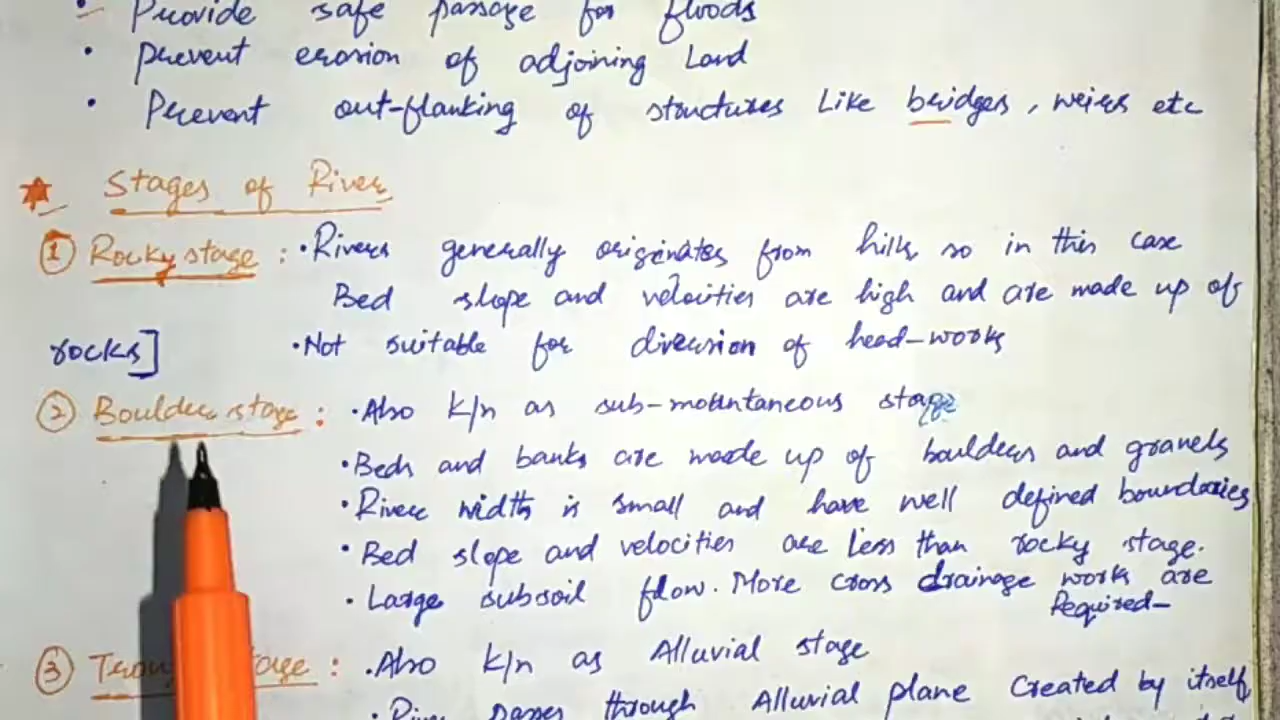 • Provide safe passage for floods
• Prevent erosion of adjoining Land
• Prevent out-flanking of structures Like bridges, weirs etc
★ Stages of River
① Rocky stage : • Rivers generally originates from hills, so in this case
Bed slope and velocities are high and are made up of
rocks]
• Not suitable for diversion of head-works
② Boulder stage : • Also k/n as sub-mountaneous stage
• Beds and banks are made up of boulders and gravels
• River width is small and have well defined boundaries
• Bed slope and velocities are Less than rocky stage.
• Large subsoil flow. More cross drainage works are
Required-
③ stage : • Also k/n as Alluvial stage
• River passes through Alluvial plane created by itself